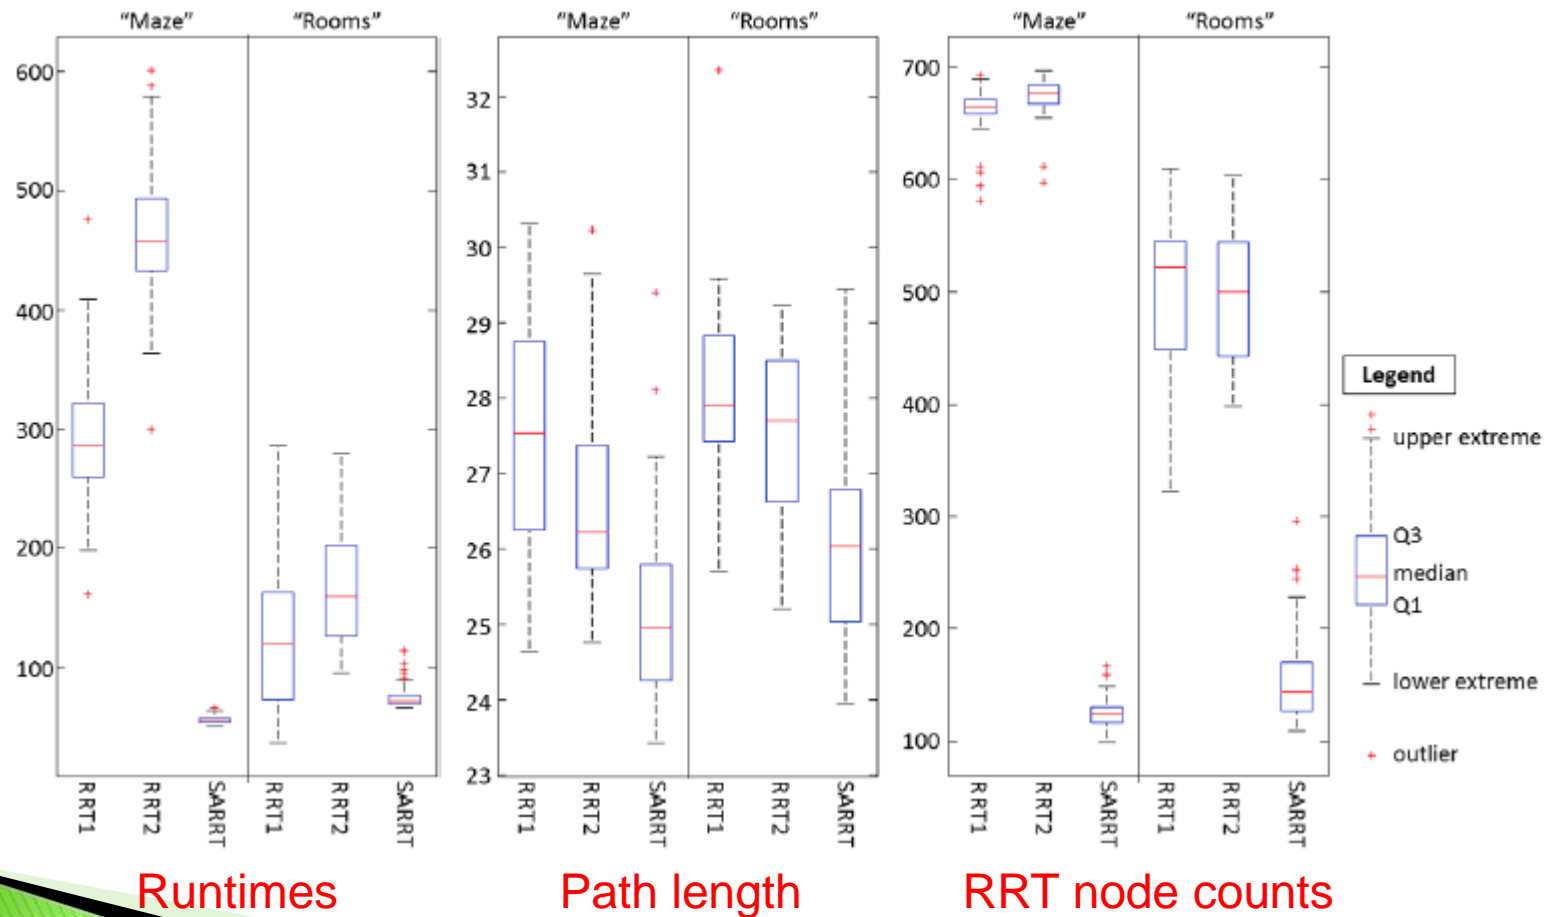 “Maze” “Rooms”
600
500
400
300
200
100
RRT1
RRT2
SARRT
RRT1
RRT2
SARRT
Runtimes
“Maze” “Rooms”
32
31
30
29
28
27
26
25
24
23
RRT1
RRT2
SARRT
RRT1
RRT2
SARRT
Path length
“Maze” “Rooms”
700
600
500
400
300
200
100
RRT1
RRT2
SARRT
RRT1
RRT2
SARRT
RRT node counts
Legend
upper extreme
Q3
median
Q1
lower extreme
outlier